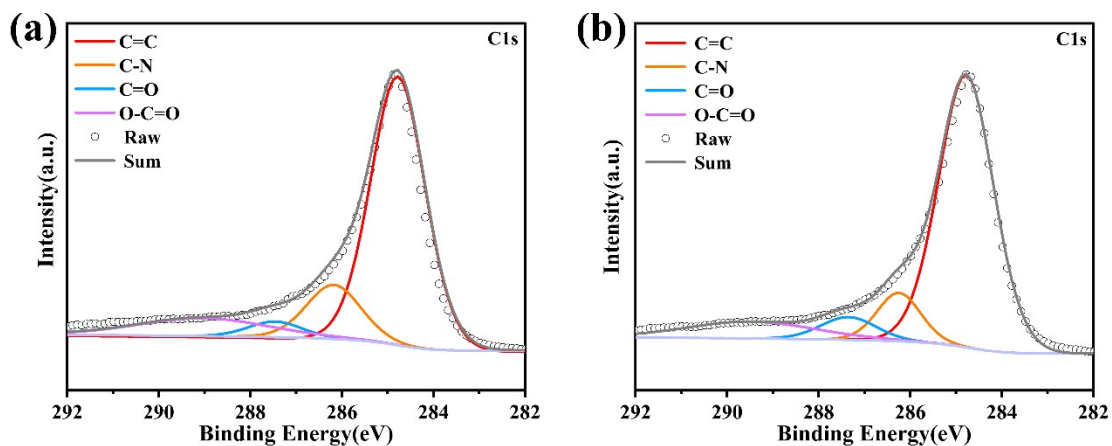 (a)
C1s
C=C
C-N
C=O
O-C=O
Raw
Sum
Intensity(a.u.)
292 290 288 286 284 282
Binding Energy(eV)
(b)
C1s
C=C
C-N
C=O
O-C=O
Raw
Sum
Intensity(a.u.)
292 290 288 286 284 282
Binding Energy(eV)